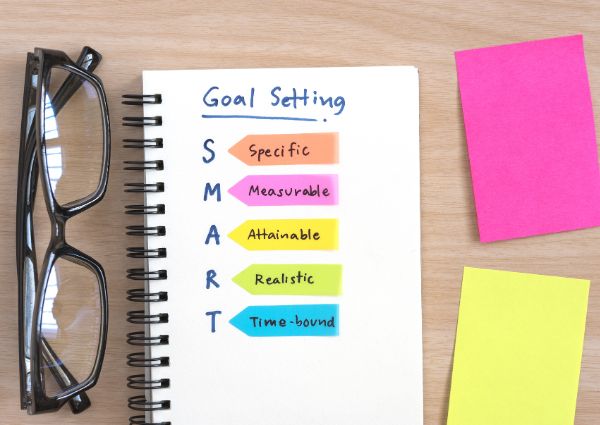 Goal Setting
S Specific
M Measurable
A Attainable
R Realistic
T Time-bound